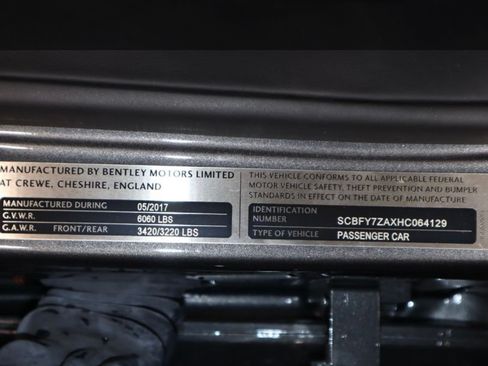 MANUFACTURED BY BENTLEY MOTORS LIMITED
AT CREWE, CHESHIRE, ENGLAND
MANUFACTURED DURING 05/2017
G.V.W.R. 6060 LBS
G.A.W.R. FRONT/REAR 3420/3220 LBS
THIS VEHICLE CONFORMS TO ALL APPLICABLE FEDERAL
MOTOR VEHICLE SAFETY, THEFT PREVENTION AND BUMPER
STANDARDS IN EFFECT ON THE DATE OF MANUFACTURE
IDENTIFICATION
NUMBER SCBFY7ZAXHC064129
TYPE OF VEHICLE PASSENGER CAR